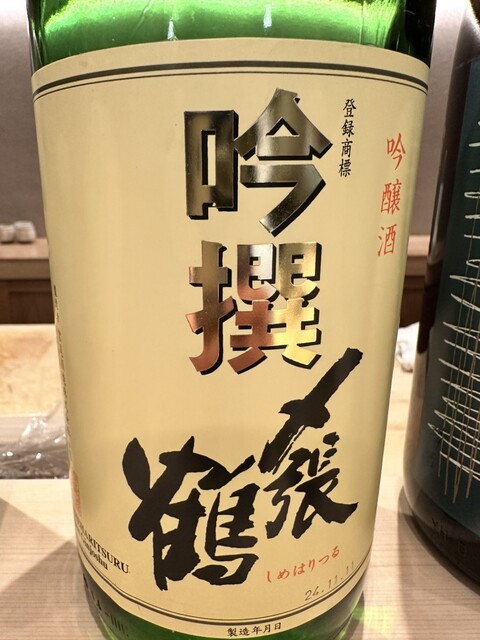 吟醸酒
登録商標
吟撰
〆張鶴
しめはりつる
24.11.11
製造年月日